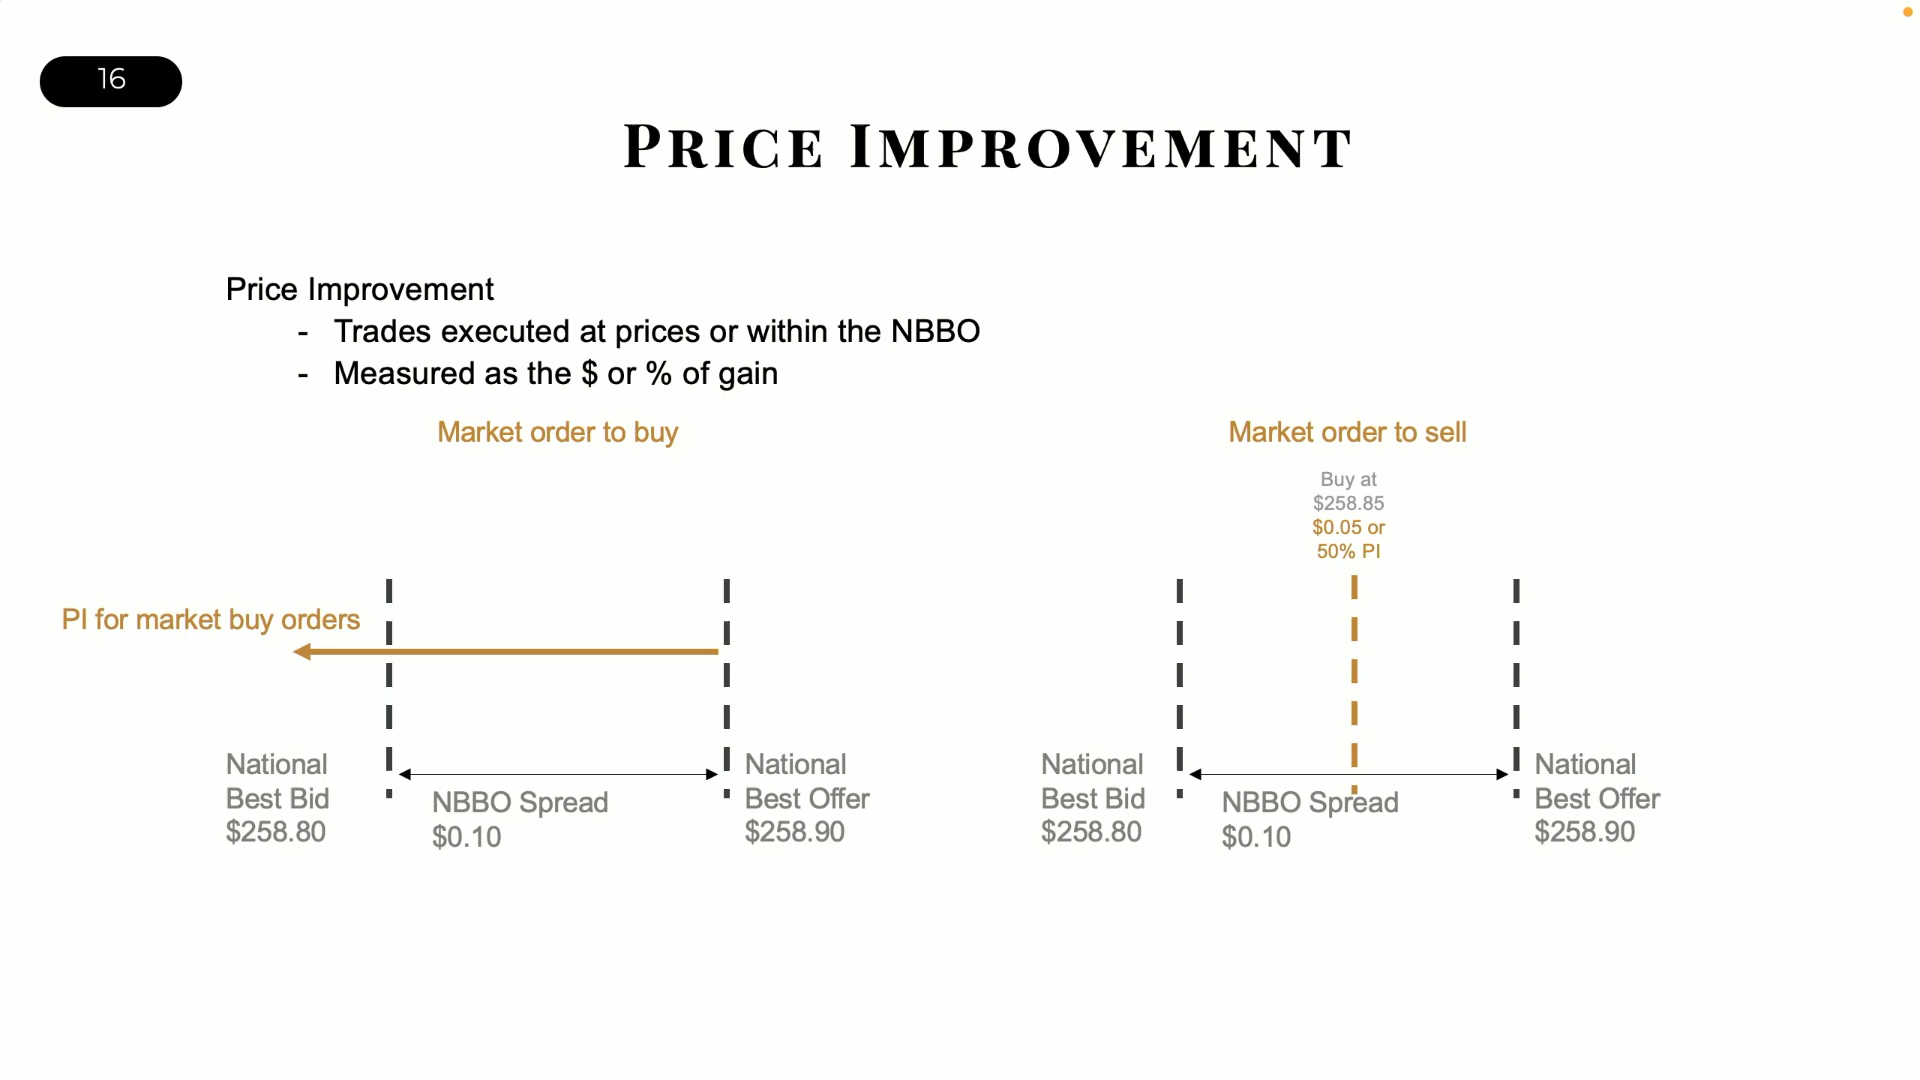 16
PRICE IMPROVEMENT
Price Improvement
- Trades executed at prices or within the NBBO
- Measured as the $ or % of gain
Market order to buy
PI for market buy orders
National
Best Bid
$258.80
NBBO Spread
$0.10
National
Best Offer
$258.90
Market order to sell
Buy at
$258.85
$0.05 or
50% PI
National
Best Bid
$258.80
NBBO Spread
$0.10
National
Best Offer
$258.90